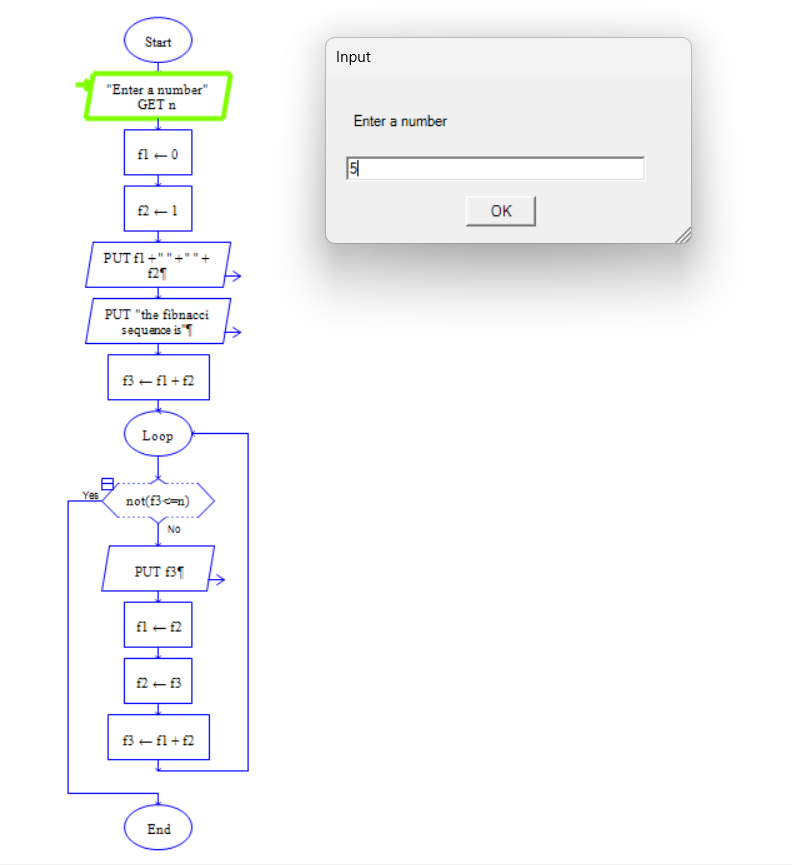 Start
"Enter a number"
GET n
f1 ← 0
f2 ← 1
PUT f1 +" "+" "+
f2¶
PUT "the fibnacci
sequence is"¶
f3 ← f1 + f2
Loop
Yes
not(f3<=n)
No
PUT f3¶
f1 ← f2
f2 ← f3
f3 ← f1 + f2
End
Input
Enter a number
5
OK